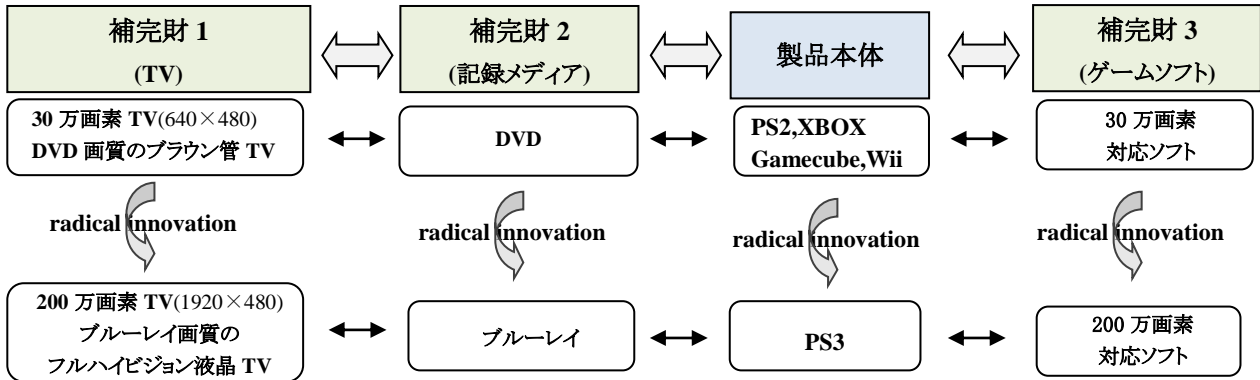 補完財 1
(TV)
補完財 2
(記録メディア)
製品本体
補完財 3
(ゲームソフト)
30 万画素 TV(640×480)
DVD 画質のブラウン管 TV
DVD
PS2,XBOX
Gamecube,Wii
30 万画素
対応ソフト
radical innovation
radical innovation
radical innovation
radical innovation
200 万画素 TV(1920×480)
ブルーレイ画質の
フルハイビジョン液晶 TV
ブルーレイ
PS3
200 万画素
対応ソフト